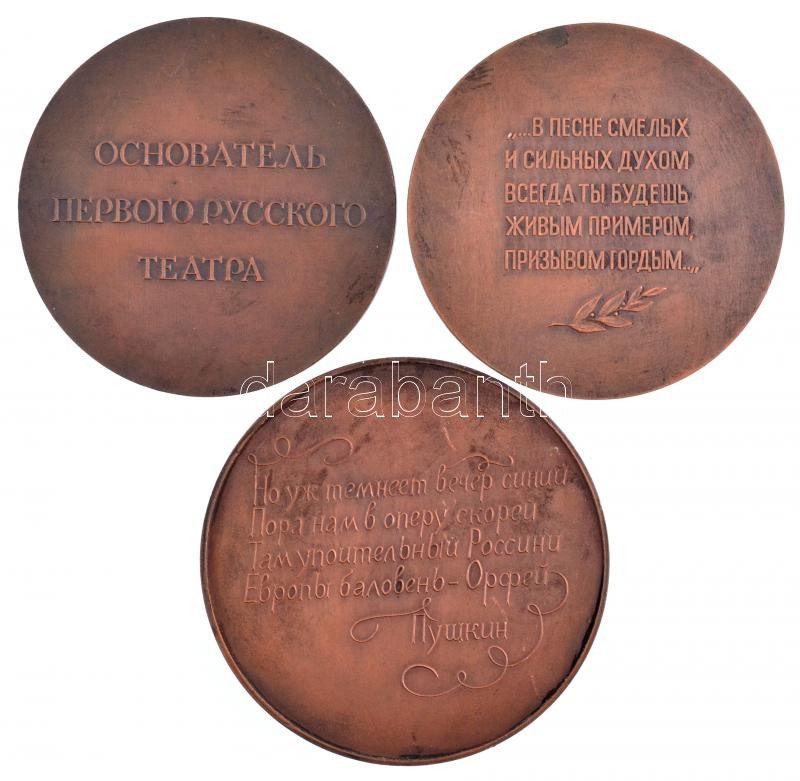 ОСНОВАТЕЛЬ
ПЕРВОГО РУССКОГО
ТЕАТРА
„...В ПЕСНЕ СМЕЛЫХ
И СИЛЬНЫХ ДУХОМ
ВСЕГДА ТЫ БУДЕШЬ
ЖИВЫМ ПРИМЕРОМ,
ПРИЗЫВОМ ГОРДЫМ...„
darabanth
Но уж темнеет вечер синий
Пора нам в оперу скорей
Там упоительный Россини
Европы баловень - Орфей
Пушкин